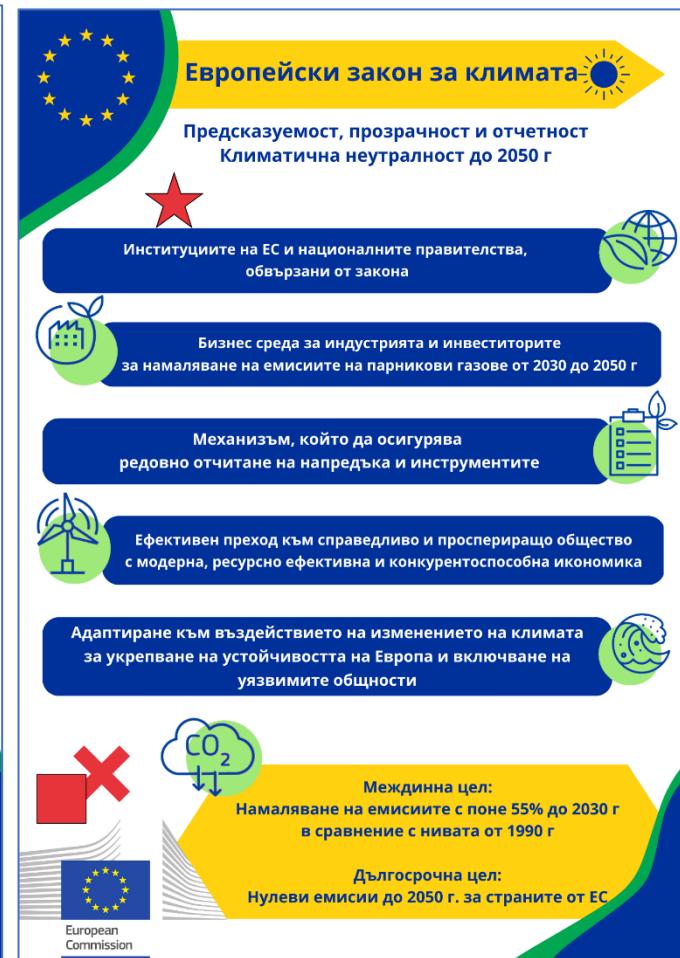 Европейски закон за климата
Предсказуемост, прозрачност и отчетност
Климатична неутралност до 2050 г
Институциите на ЕС и националните правителства,
обвързани от закона
Бизнес среда за индустрията и инвеститорите
за намаляване на емисиите на парникови газове от 2030 до 2050 г
Механизъм, който да осигурява
редовно отчитане на напредъка и инструментите
Ефективен преход към справедливо и проспериращо общество
с модерна, ресурсно ефективна и конкурентоспособна икономика
Адаптиране към въздействието на изменението на климата
за укрепване на устойчивостта на Европа и включване на
уязвимите общности
CO2
Междинна цел:
Намаляване на емисиите с поне 55% до 2030 г
в сравнение с нивата от 1990 г
Дългосрочна цел:
Нулеви емисии до 2050 г. за страните от ЕС
European
Commission